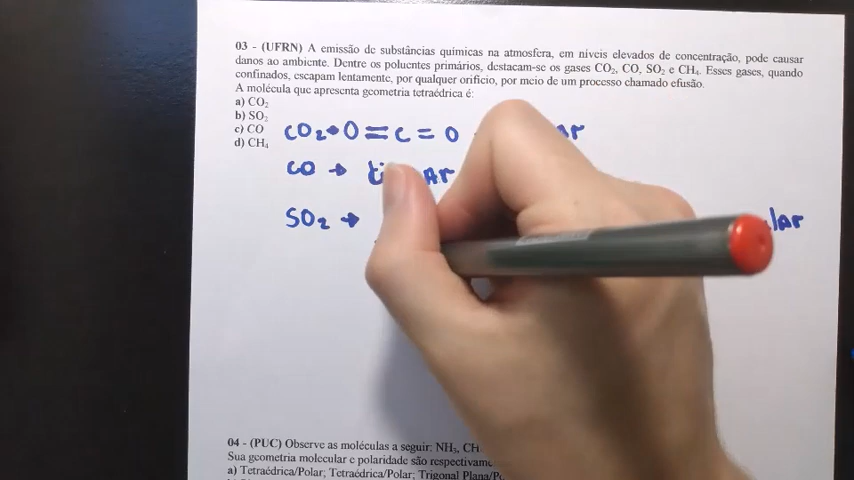 03 - (UFRN) A emissão de substâncias químicas na atmosfera, em níveis elevados de concentração, pode causar
danos ao ambiente. Dentre os poluentes primários, destacam-se os gases CO₂, CO, SO₂ e CH₄. Esses gases, quando
confinados, escapam lentamente, por qualquer orifício, por meio de um processo chamado efusão.
A molécula que apresenta geometria tetraédrica é:
a) CO₂
b) SO₂
c) CO
d) CH₄
CO₂ → O = C = O
CO →
SO₂ →
04 - (PUC) Observe as moléculas a seguir: NH₃, CH
Sua geometria molecular e polaridade são respectivame
a) Tetraédrica/Polar; Tetraédrica/Polar; Trigonal Plana/P